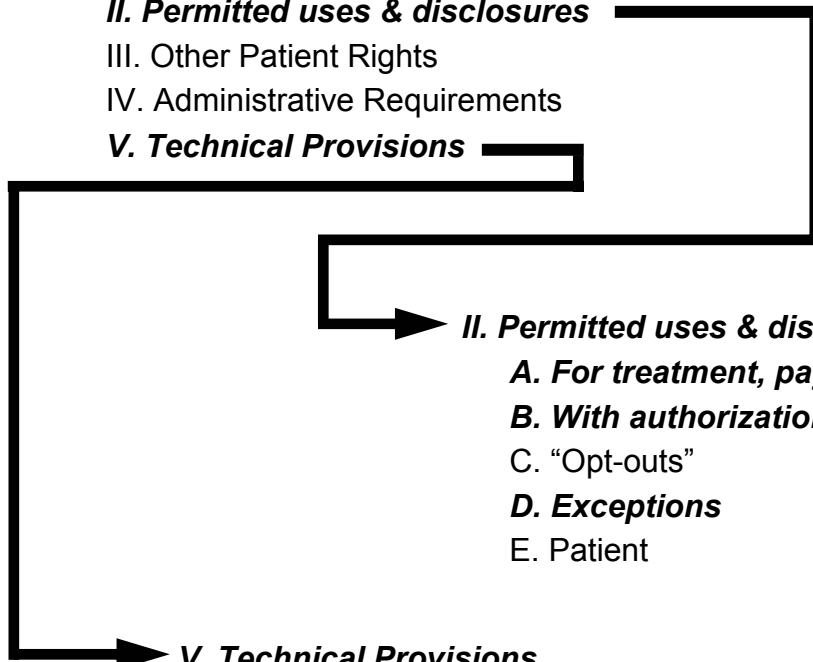 II. Permitted uses & disclosures
III. Other Patient Rights
IV. Administrative Requirements
V. Technical Provisions
II. Permitted uses & dis
A. For treatment, pa
B. With authorization
C. “Opt-outs”
D. Exceptions
E. Patient
V. Technical Provisions